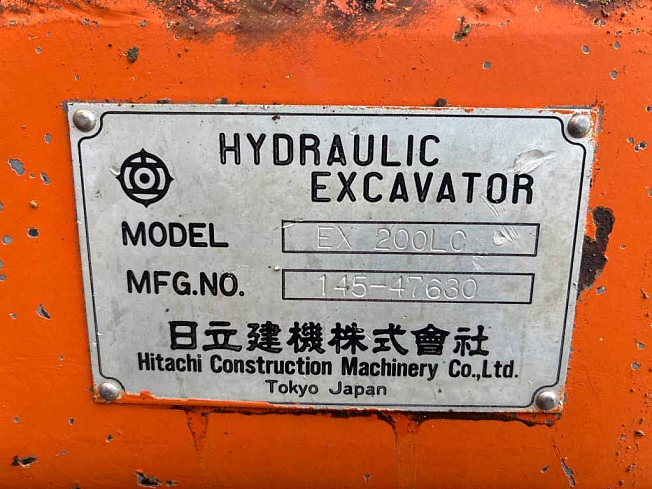 HYDRAULIC
EXCAVATOR
MODEL EX 200LC
MFG.NO. 145-47630
日立建機株式會社
Hitachi Construction Machinery Co.,Ltd.
Tokyo Japan